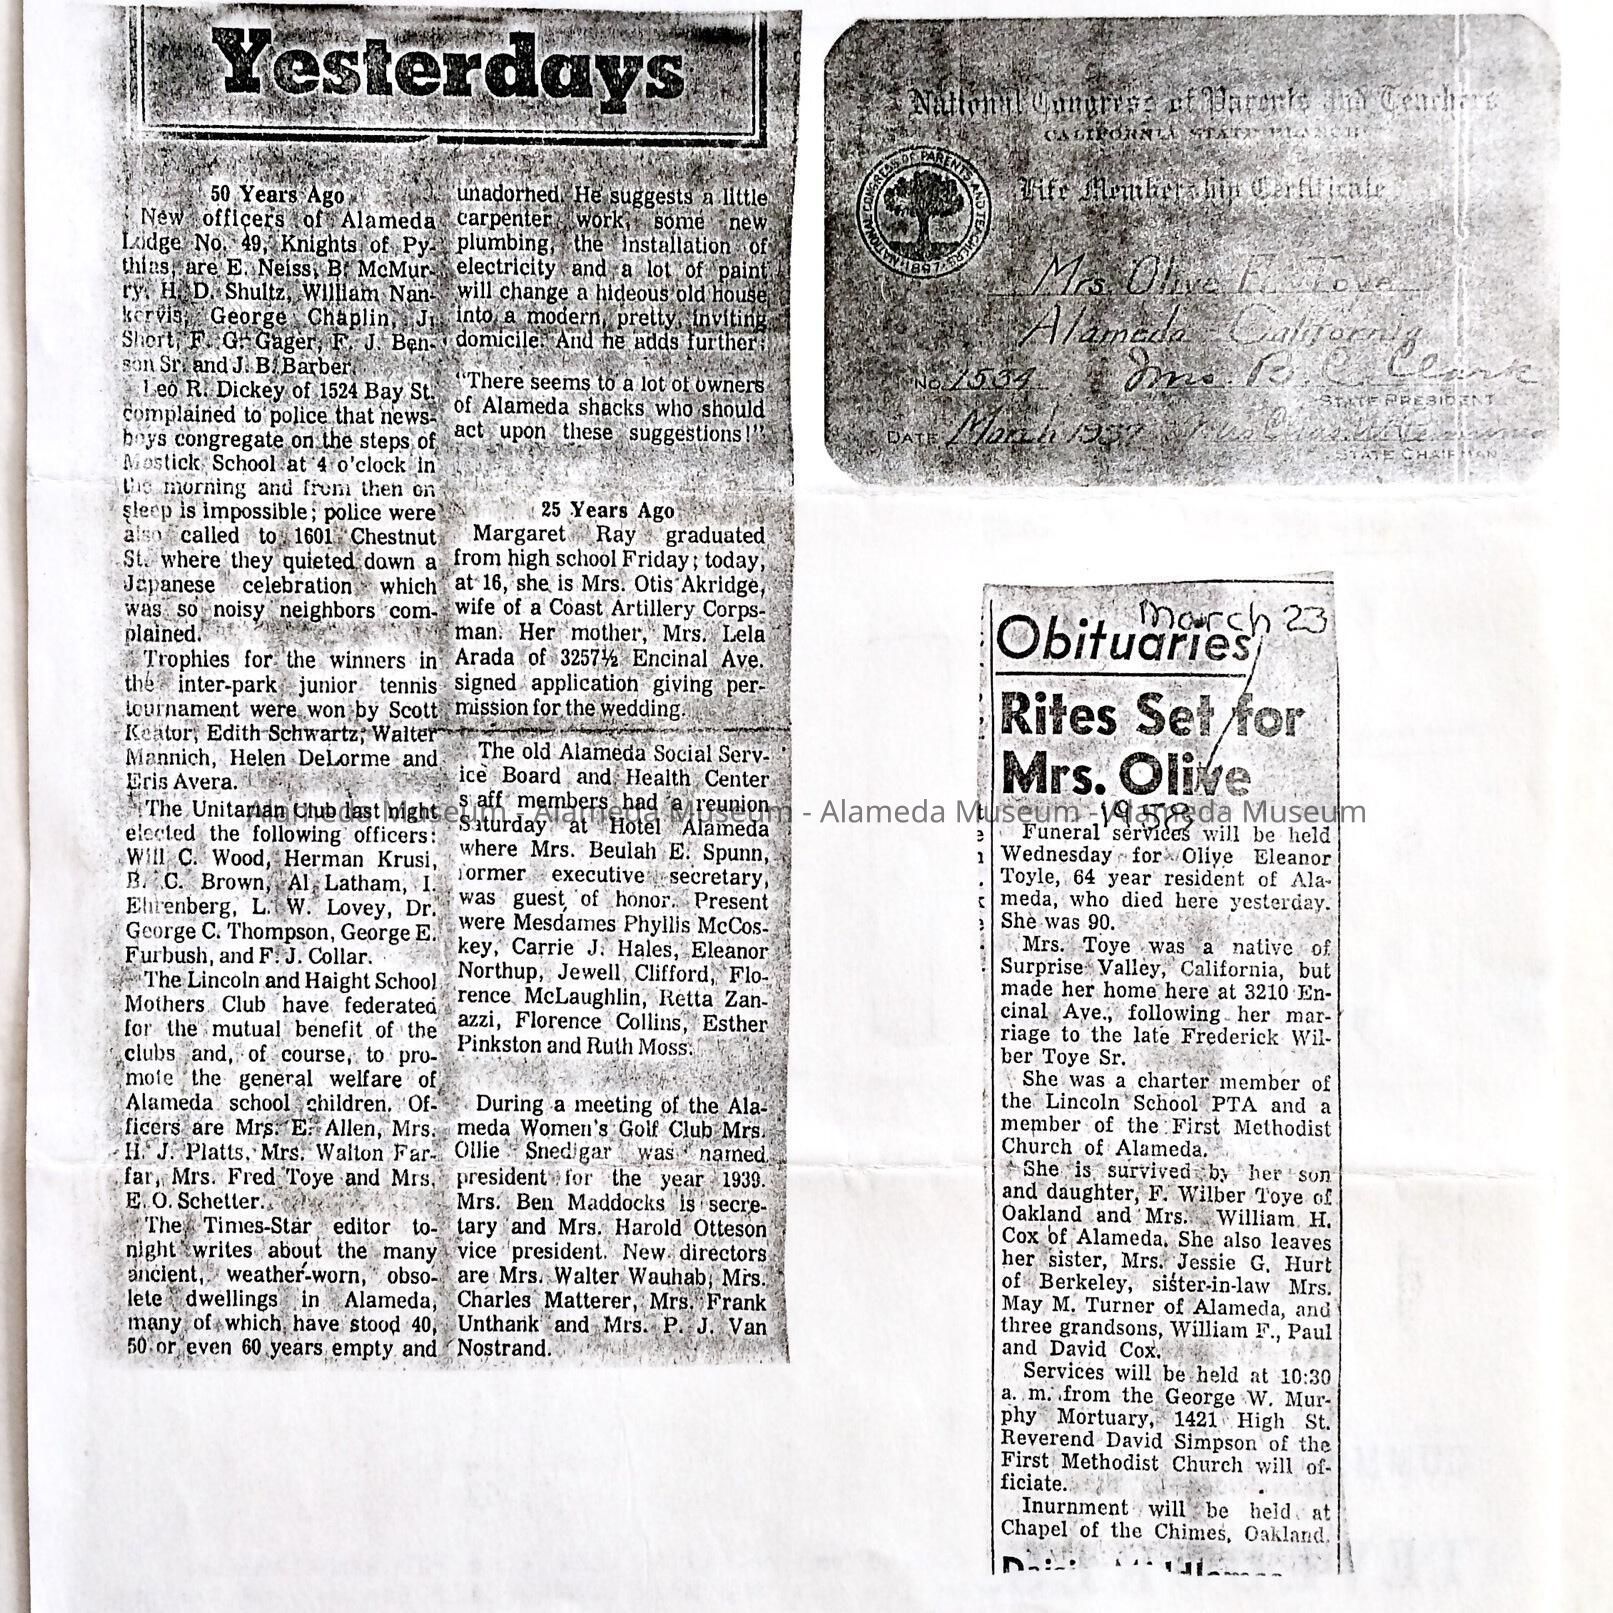 Yesterdays
50 Years Ago
New officers of Alameda
Lodge No. 49, Knights of Py-
thias, are E. Neiss, B. McMur-
ry, H. D. Shultz, William Nan-
kervis, George Chaplin, J.
Short, F. G. Gager, F. J. Ben-
son Sr. and J. B. Barber.
Leo R. Dickey of 1524 Bay St.
complained to police that news-
boys congregate on the steps of
Mastick School at 4 o'clock in
the morning and from then on
sleep is impossible; police were
also called to 1601 Chestnut
St. where they quieted down a
Japanese celebration which
was so noisy neighbors com-
plained.
Trophies for the winners in
the inter-park junior tennis
tournament were won by Scott
Keator, Edith Schwartz, Walter
Mannich, Helen DeLorme and
Eris Avera.
The Unitarian Club last night
elected the following officers:
Will C. Wood, Herman Krusi,
B. C. Brown, Al Latham, I.
Ehrenberg, L. W. Lovey, Dr.
George C. Thompson, George E.
Furbush, and F. J. Collar.
The Lincoln and Haight School
Mothers Club have federated
for the mutual benefit of the
clubs and, of course, to pro-
mote the general welfare of
Alameda school children. Of-
ficers are Mrs. E. Allen, Mrs.
H. J. Platts, Mrs. Walton Far-
far, Mrs. Fred Toye and Mrs.
E. O. Schetter.
The Times-Star editor to-
night writes about the many
ancient, weather-worn, obso-
lete dwellings in Alameda,
many of which have stood 40,
50 or even 60 years empty and
unadorned. He suggests a little
carpenter work, some new
plumbing, the installation of
electricity and a lot of paint
will change a hideous old house
into a modern, pretty, inviting
domicile. And he adds further:
"There seems to a lot of owners
of Alameda shacks who should
act upon these suggestions!"
25 Years Ago
Margaret Ray graduated
from high school Friday; today,
at 16, she is Mrs. Otis Akridge,
wife of a Coast Artillery Corps-
man. Her mother, Mrs. Lela
Arada of 3257½ Encinal Ave.
signed application giving per-
mission for the wedding.
The old Alameda Social Serv-
ice Board and Health Center
staff members had a reunion
Saturday at Hotel Alameda
where Mrs. Beulah E. Spunn,
former executive secretary,
was guest of honor. Present
were Mesdames Phyllis McCos-
key, Carrie J. Hales, Eleanor
Northup, Jewell Clifford, Flo-
rence McLaughlin, Retta Zan-
azzi, Florence Collins, Esther
Pinkston and Ruth Moss.
During a meeting of the Ala-
meda Women's Golf Club Mrs.
Ollie Snedigar was named
president for the year 1939.
Mrs. Ben Maddocks is secre-
tary and Mrs. Harold Otteson
vice president. New directors
are Mrs. Walter Wauhab, Mrs.
Charles Matterer, Mrs. Frank
Unthank and Mrs. P. J. Van
Nostrand.
National Congress of Parents and Teachers
CALIFORNIA STATE BRANCH
NATIONAL CONGRESS OF PARENTS AND TEACHERS
1897
Life Membership Certificate
Mrs. Olive E. Toye
Alameda California
No. 1534 Mrs. B. C. Clark
STATE PRESIDENT
DATE March 1937
STATE CHAIRMAN
March 23
Obituaries
Rites Set for
Mrs. Olive
1958
Funeral services will be held
Wednesday for Olive Eleanor
Toyle, 64 year resident of Ala-
meda, who died here yesterday.
She was 90.
Mrs. Toye was a native of
Surprise Valley, California, but
made her home here at 3210 En-
cinal Ave., following her mar-
riage to the late Frederick Wil-
ber Toye Sr.
She was a charter member of
the Lincoln School PTA and a
member of the First Methodist
Church of Alameda.
She is survived by her son
and daughter, F. Wilber Toye of
Oakland and Mrs. William H.
Cox of Alameda. She also leaves
her sister, Mrs. Jessie G. Hurt
of Berkeley, sister-in-law Mrs.
May M. Turner of Alameda, and
three grandsons, William F., Paul
and David Cox.
Services will be held at 10:30
a. m. from the George W. Mur-
phy Mortuary, 1421 High St.
Reverend David Simpson of the
First Methodist Church will of-
ficiate.
Inurnment will be held at
Chapel of the Chimes, Oakland.
Alameda Museum - Alameda Museum - Alameda Museum - Alameda Museum